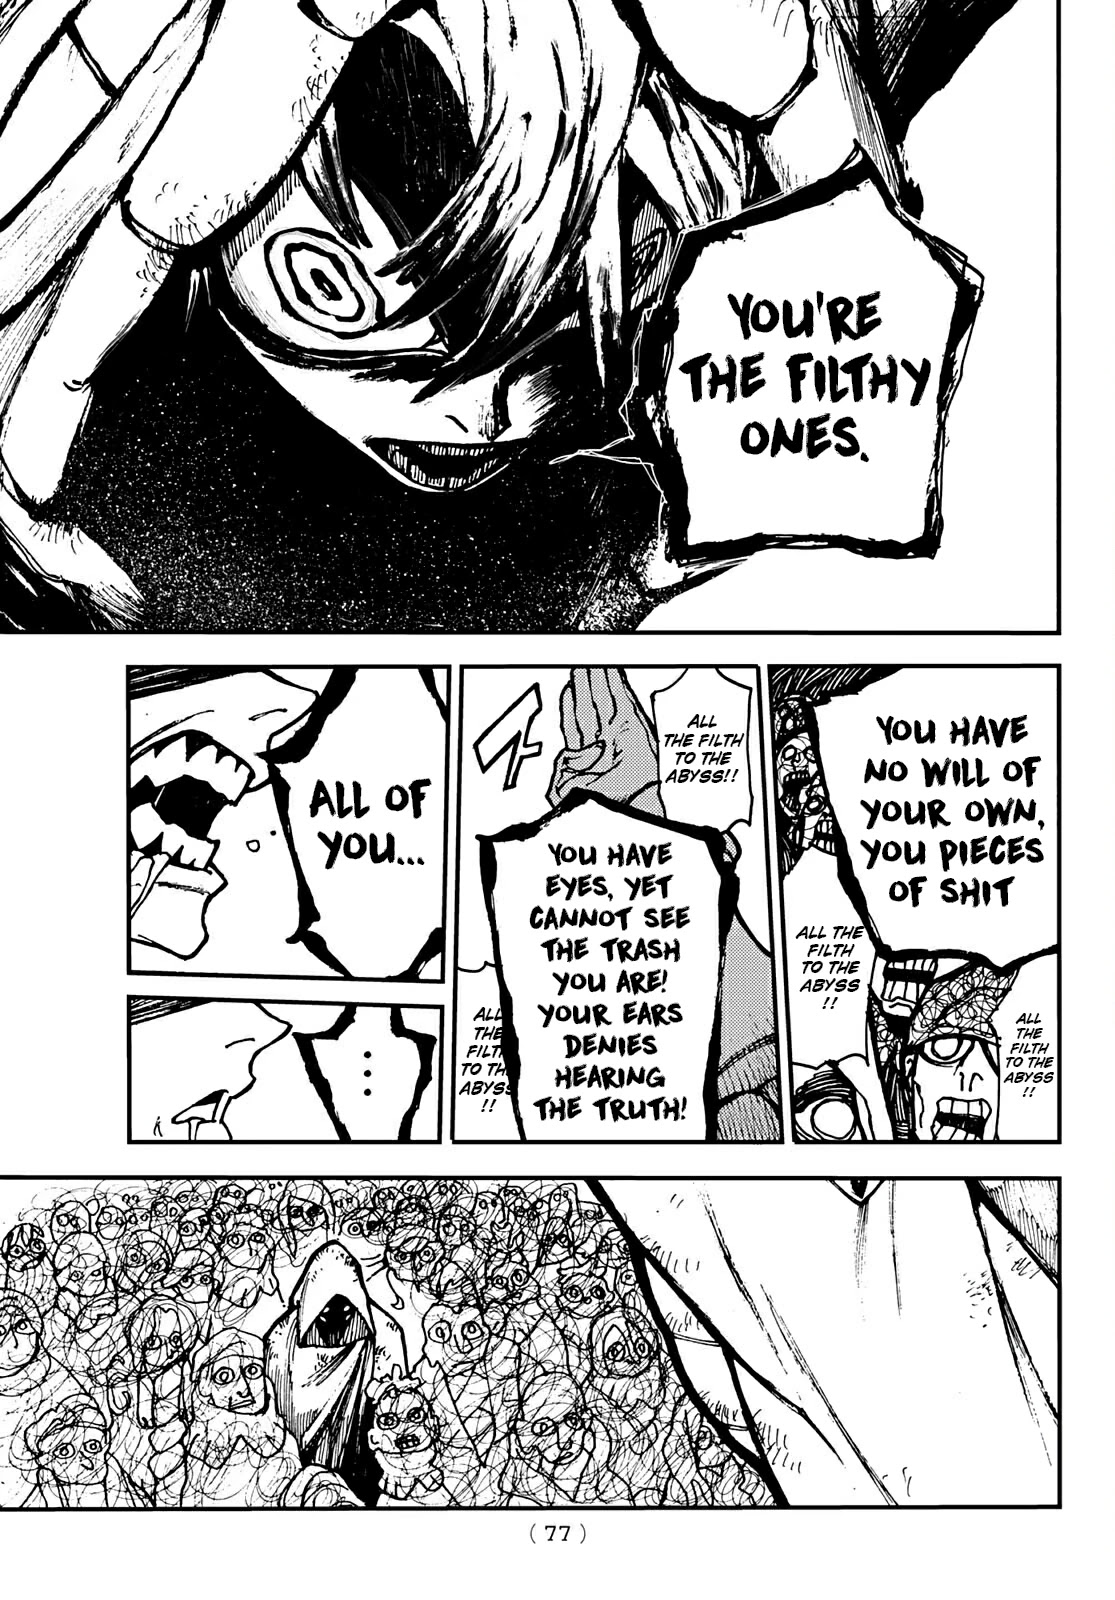 YOU'RE
THE FILTHY
ONES.
YOU HAVE
NO WILL OF
YOUR OWN,
YOU PIECES
OF SHIT
ALL THE
FILTH
TO THE
ABYSS
!!
ALL
THE
FILTH
TO THE
ABYSS
!!
ALL
THE FILTH
TO THE
ABYSS!!
YOU HAVE
EYES, YET
CANNOT SEE
THE TRASH
YOU ARE!
YOUR EARS
DENIES
HEARING
THE TRUTH!
ALL
THE
FILTH
TO TH
ABYSS
!!
ALL OF
YOU...
...
( 77 )